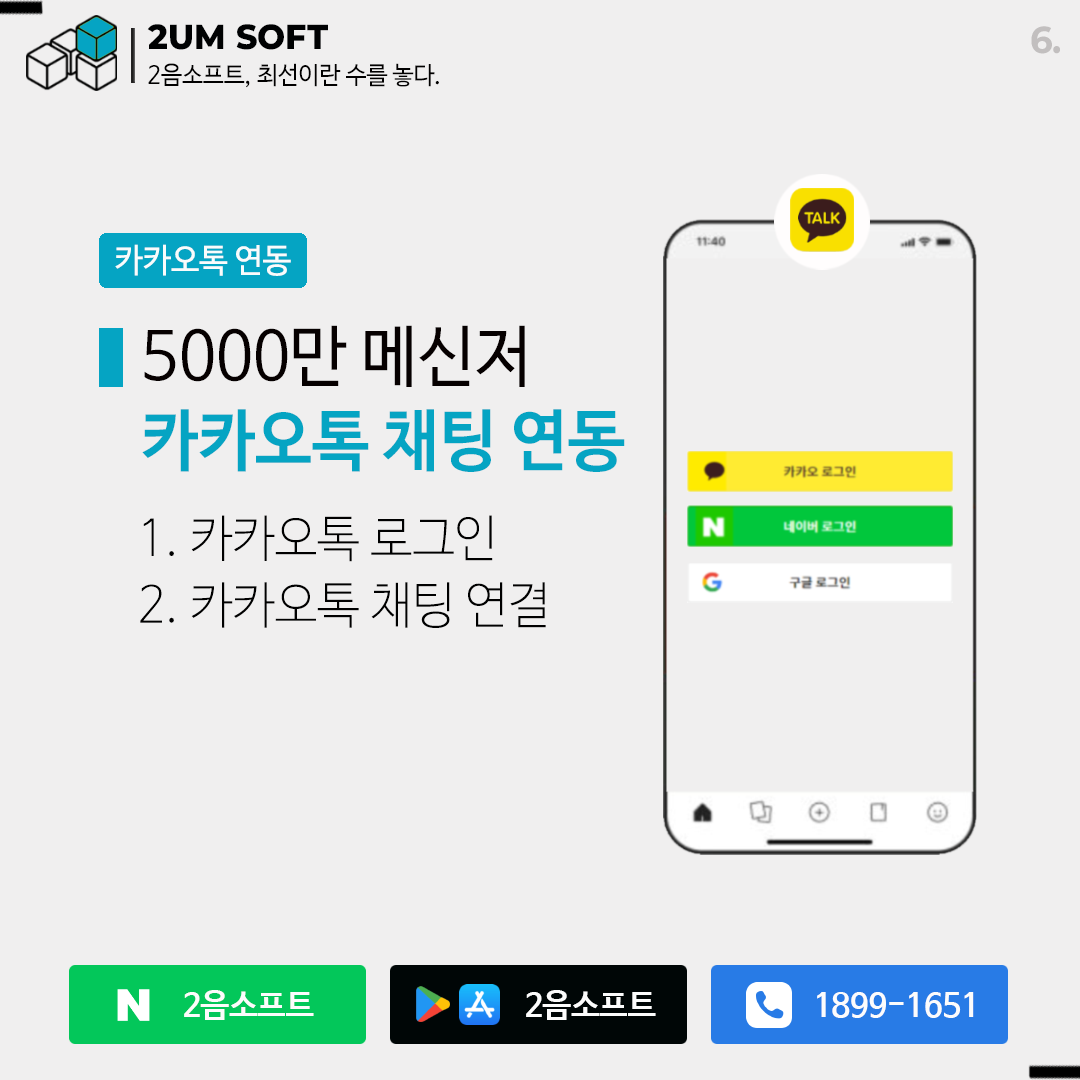 2UM SOFT
2음소프트, 최선이란 수를 놓다.
6.
카카오톡 연동
5000만 메신저
카카오톡 채팅 연동
1. 카카오톡 로그인
2. 카카오톡 채팅 연결
TALK
11:40
카카오 로그인
N 네이버 로그인
G 구글 로그인
N 2음소프트
2음소프트
1899-1651